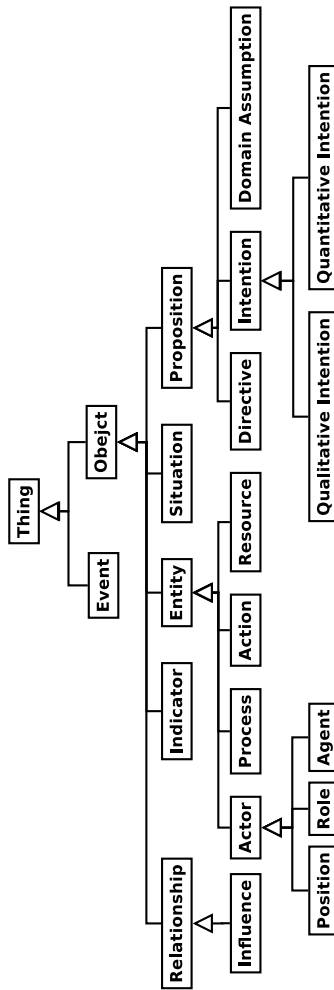 Thing
Event
Obejct
Relationship
Indicator
Entity
Situation
Proposition
Influence
Actor
Process
Action
Resource
Directive
Intention
Domain Assumption
Position
Role
Agent
Qualitative Intention
Quantitative Intention